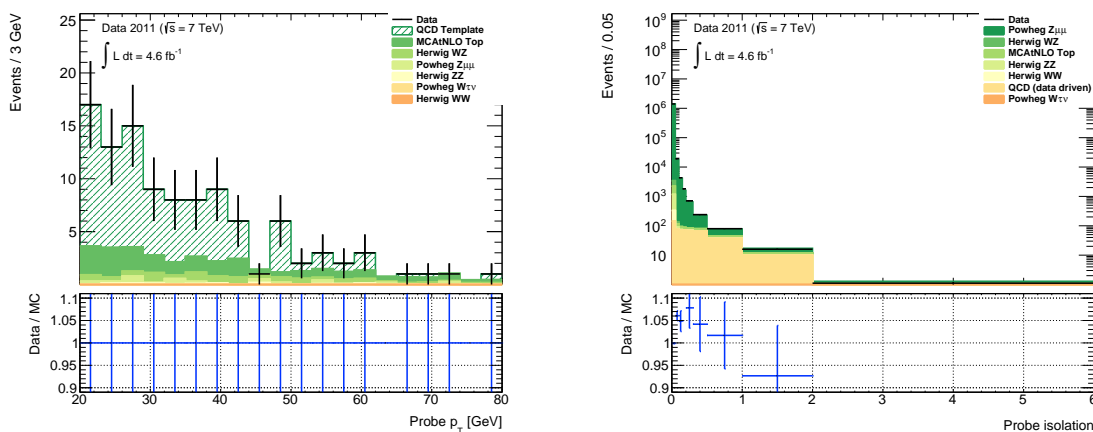 Events / 3 GeV
25
20
15
10
5
Data 2011 (√s = 7 TeV)
∫ L dt = 4.6 fb⁻¹
Data
QCD Template
MCAtNLO Top
Herwig WZ
Powheg Zμμ
Herwig ZZ
Powheg Wτν
Herwig WW
Data / MC
1.1
1.05
1
0.95
0.9
20 30 40 50 60 70 80
Probe p_T [GeV]
Events / 0.05
10⁹
10⁸
10⁷
10⁶
10⁵
10⁴
10³
10²
10
Data 2011 (√s = 7 TeV)
∫ L dt = 4.6 fb⁻¹
Data
Powheg Zμμ
Herwig WZ
MCAtNLO Top
Herwig ZZ
Herwig WW
QCD (data driven)
Powheg Wτν
Data / MC
1.1
1.05
1
0.95
0.9
0 1 2 3 4 5 6
Probe isolation